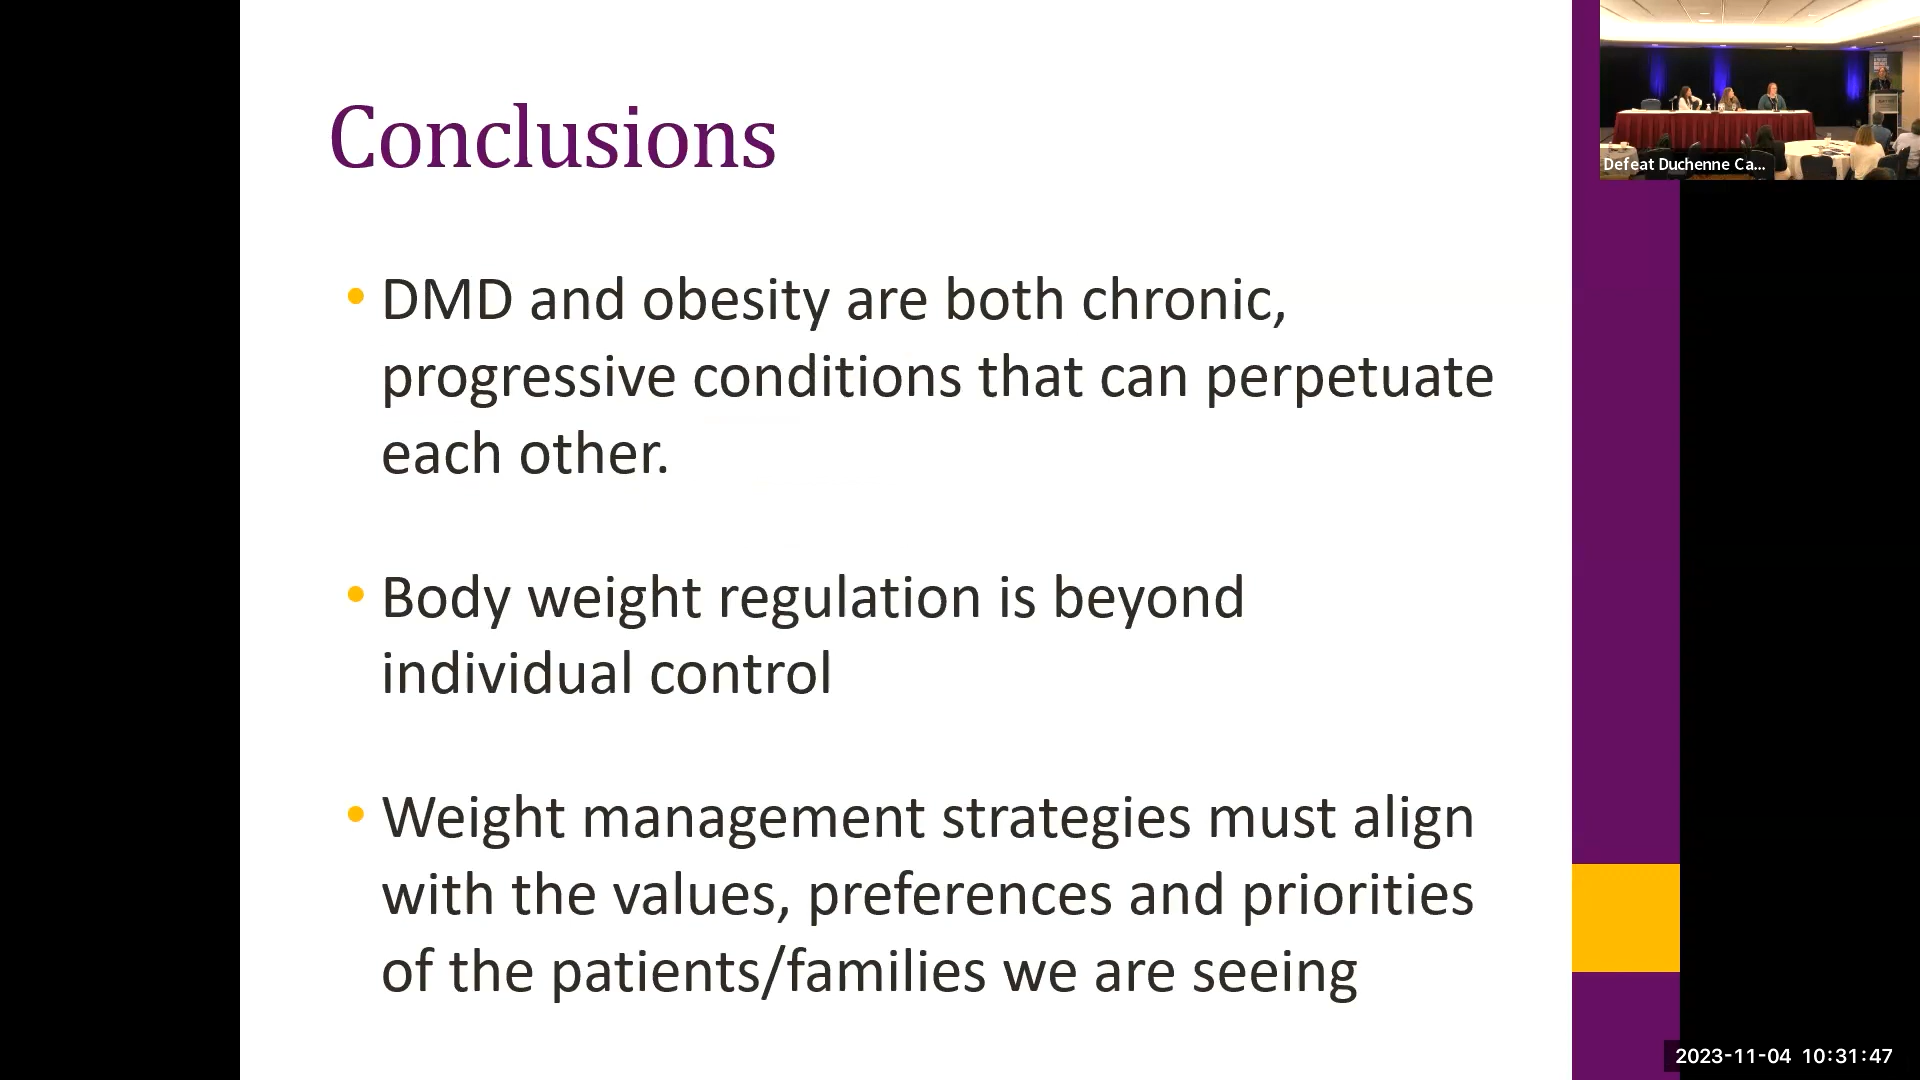 Conclusions
• DMD and obesity are both chronic,
progressive conditions that can perpetuate
each other.
• Body weight regulation is beyond
individual control
• Weight management strategies must align
with the values, preferences and priorities
of the patients/families we are seeing
Defeat Duchenne Ca...
2023-11-04 10:31:47